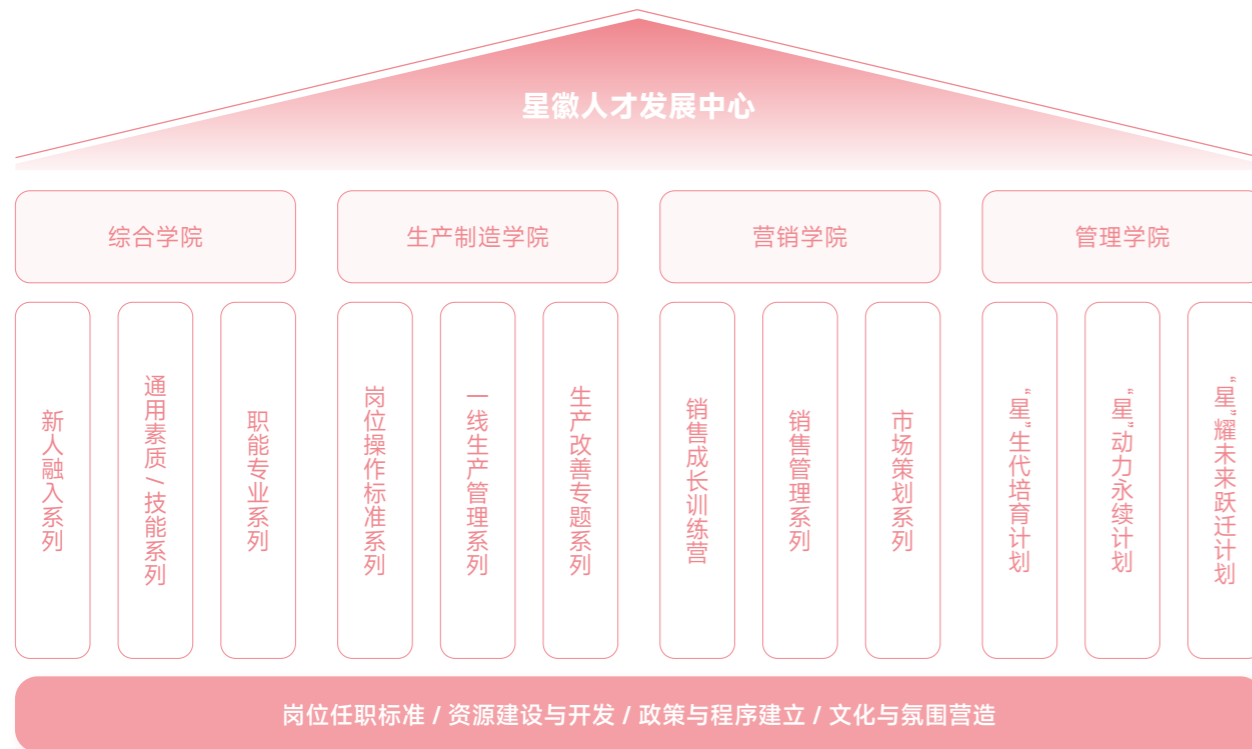 星徽人才发展中心
综合学院
生产制造学院
营销学院
管理学院
新人融入系列
通用素质 / 技能系列
职能专业系列
岗位操作标准系列
一线生产管理系列
生产改善专题系列
销售成长训练营
销售管理系列
市场策划系列
“星”生代培育计划
“星”动力永续计划
“星”耀未来跃迁计划
岗位任职标准 / 资源建设与开发 / 政策与程序建立 / 文化与氛围营造